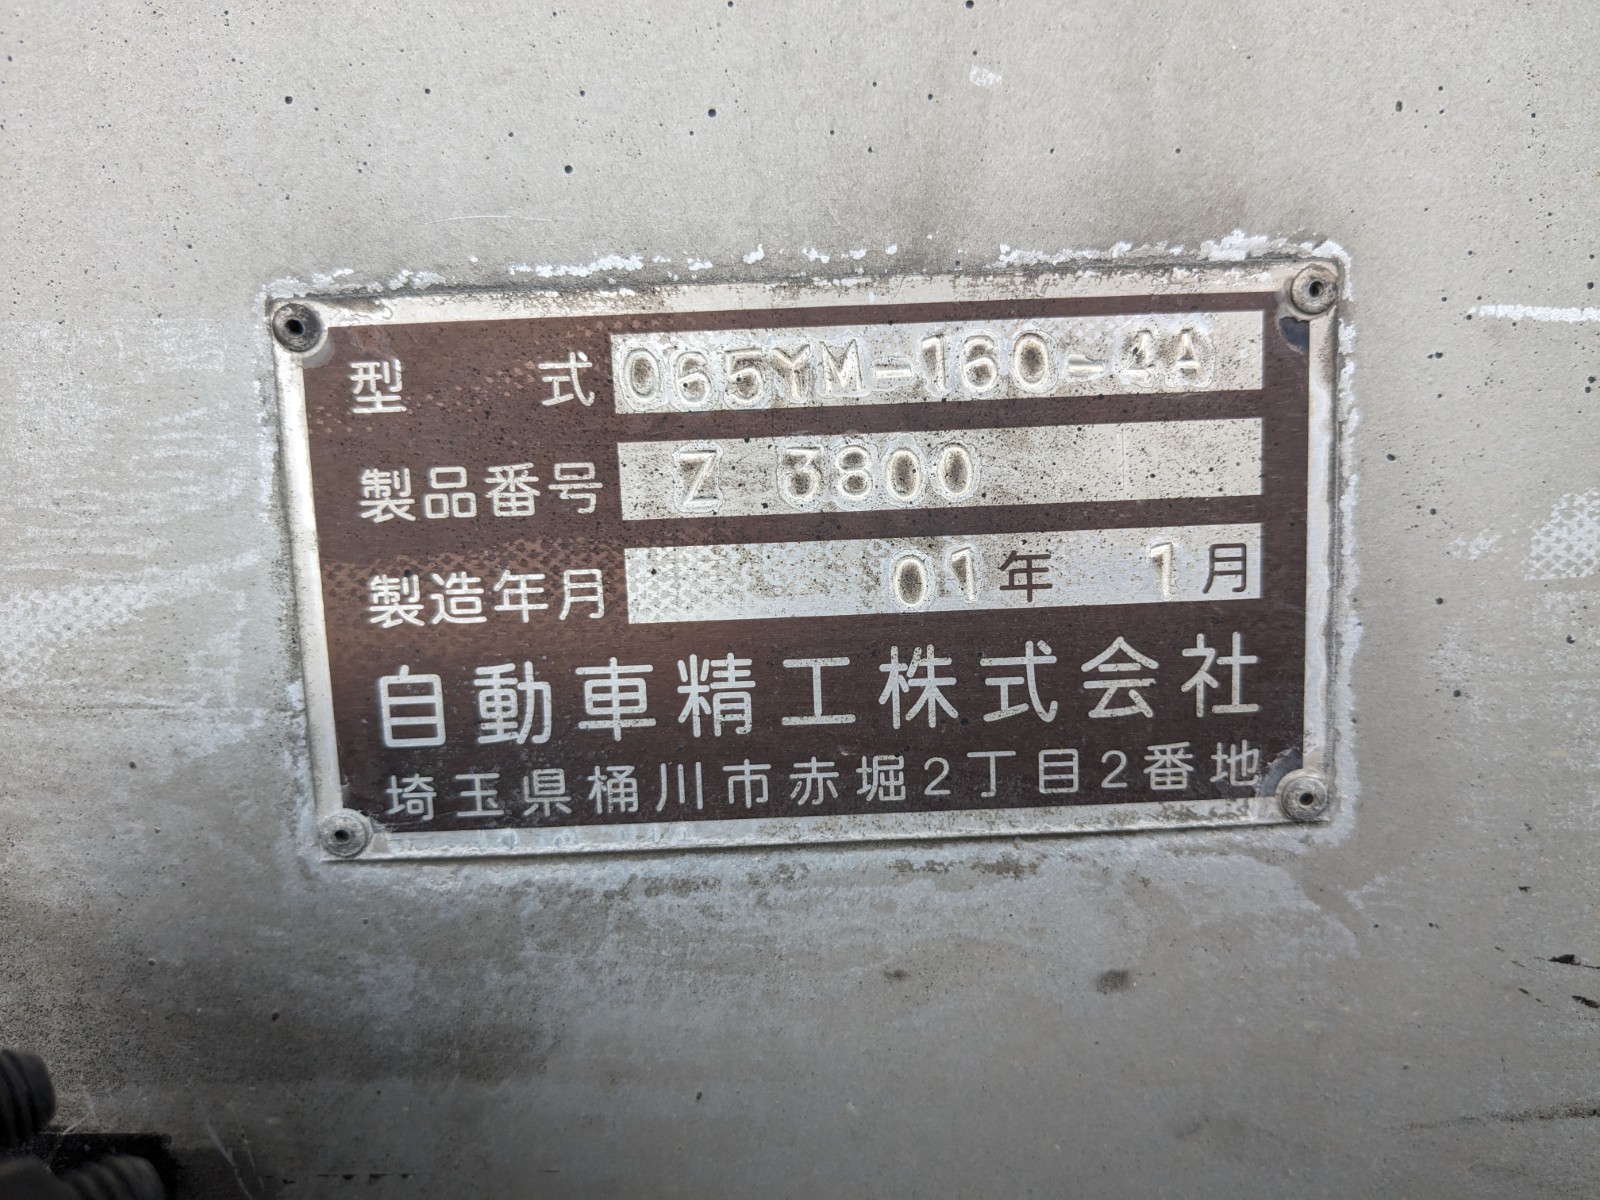 型式 065YM-160-4A
製品番号 Z 3800
製造年月 01年 1月
自動車精工株式会社
埼玉県桶川市赤堀2丁目2番地